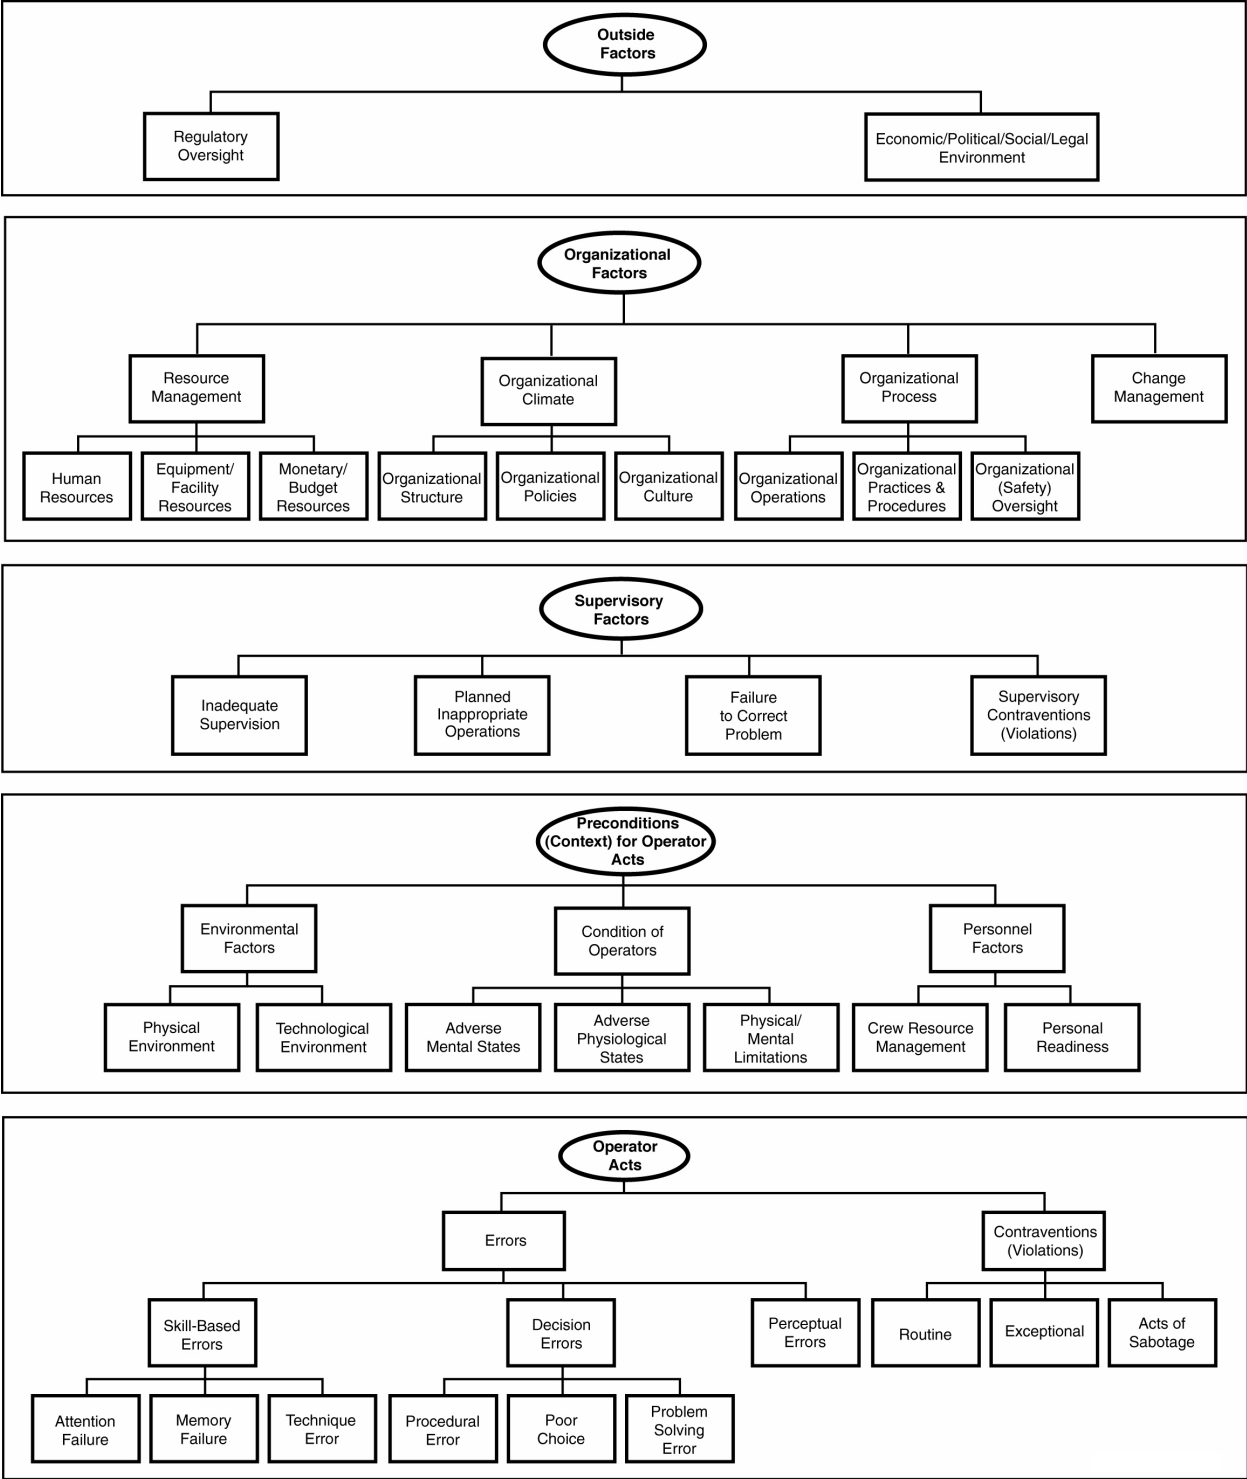 Outside
Factors
Regulatory
Oversight
Economic/Political/Social/Legal
Environment
Organizational
Factors
Resource
Management
Organizational
Climate
Organizational
Process
Change
Management
Human
Resources
Equipment/
Facility
Resources
Monetary/
Budget
Resources
Organizational
Structure
Organizational
Policies
Organizational
Culture
Organizational
Operations
Organizational
Practices &
Procedures
Organizational
(Safety)
Oversight
Supervisory
Factors
Inadequate
Supervision
Planned
Inappropriate
Operations
Failure
to Correct
Problem
Supervisory
Contraventions
(Violations)
Preconditions
(Context) for Operator
Acts
Environmental
Factors
Condition of
Operators
Personnel
Factors
Physical
Environment
Technological
Environment
Adverse
Mental States
Adverse
Physiological
States
Physical/
Mental
Limitations
Crew Resource
Management
Personal
Readiness
Operator
Acts
Errors
Contraventions
(Violations)
Skill-Based
Errors
Decision
Errors
Perceptual
Errors
Routine
Exceptional
Acts of
Sabotage
Attention
Failure
Memory
Failure
Technique
Error
Procedural
Error
Poor
Choice
Problem
Solving
Error